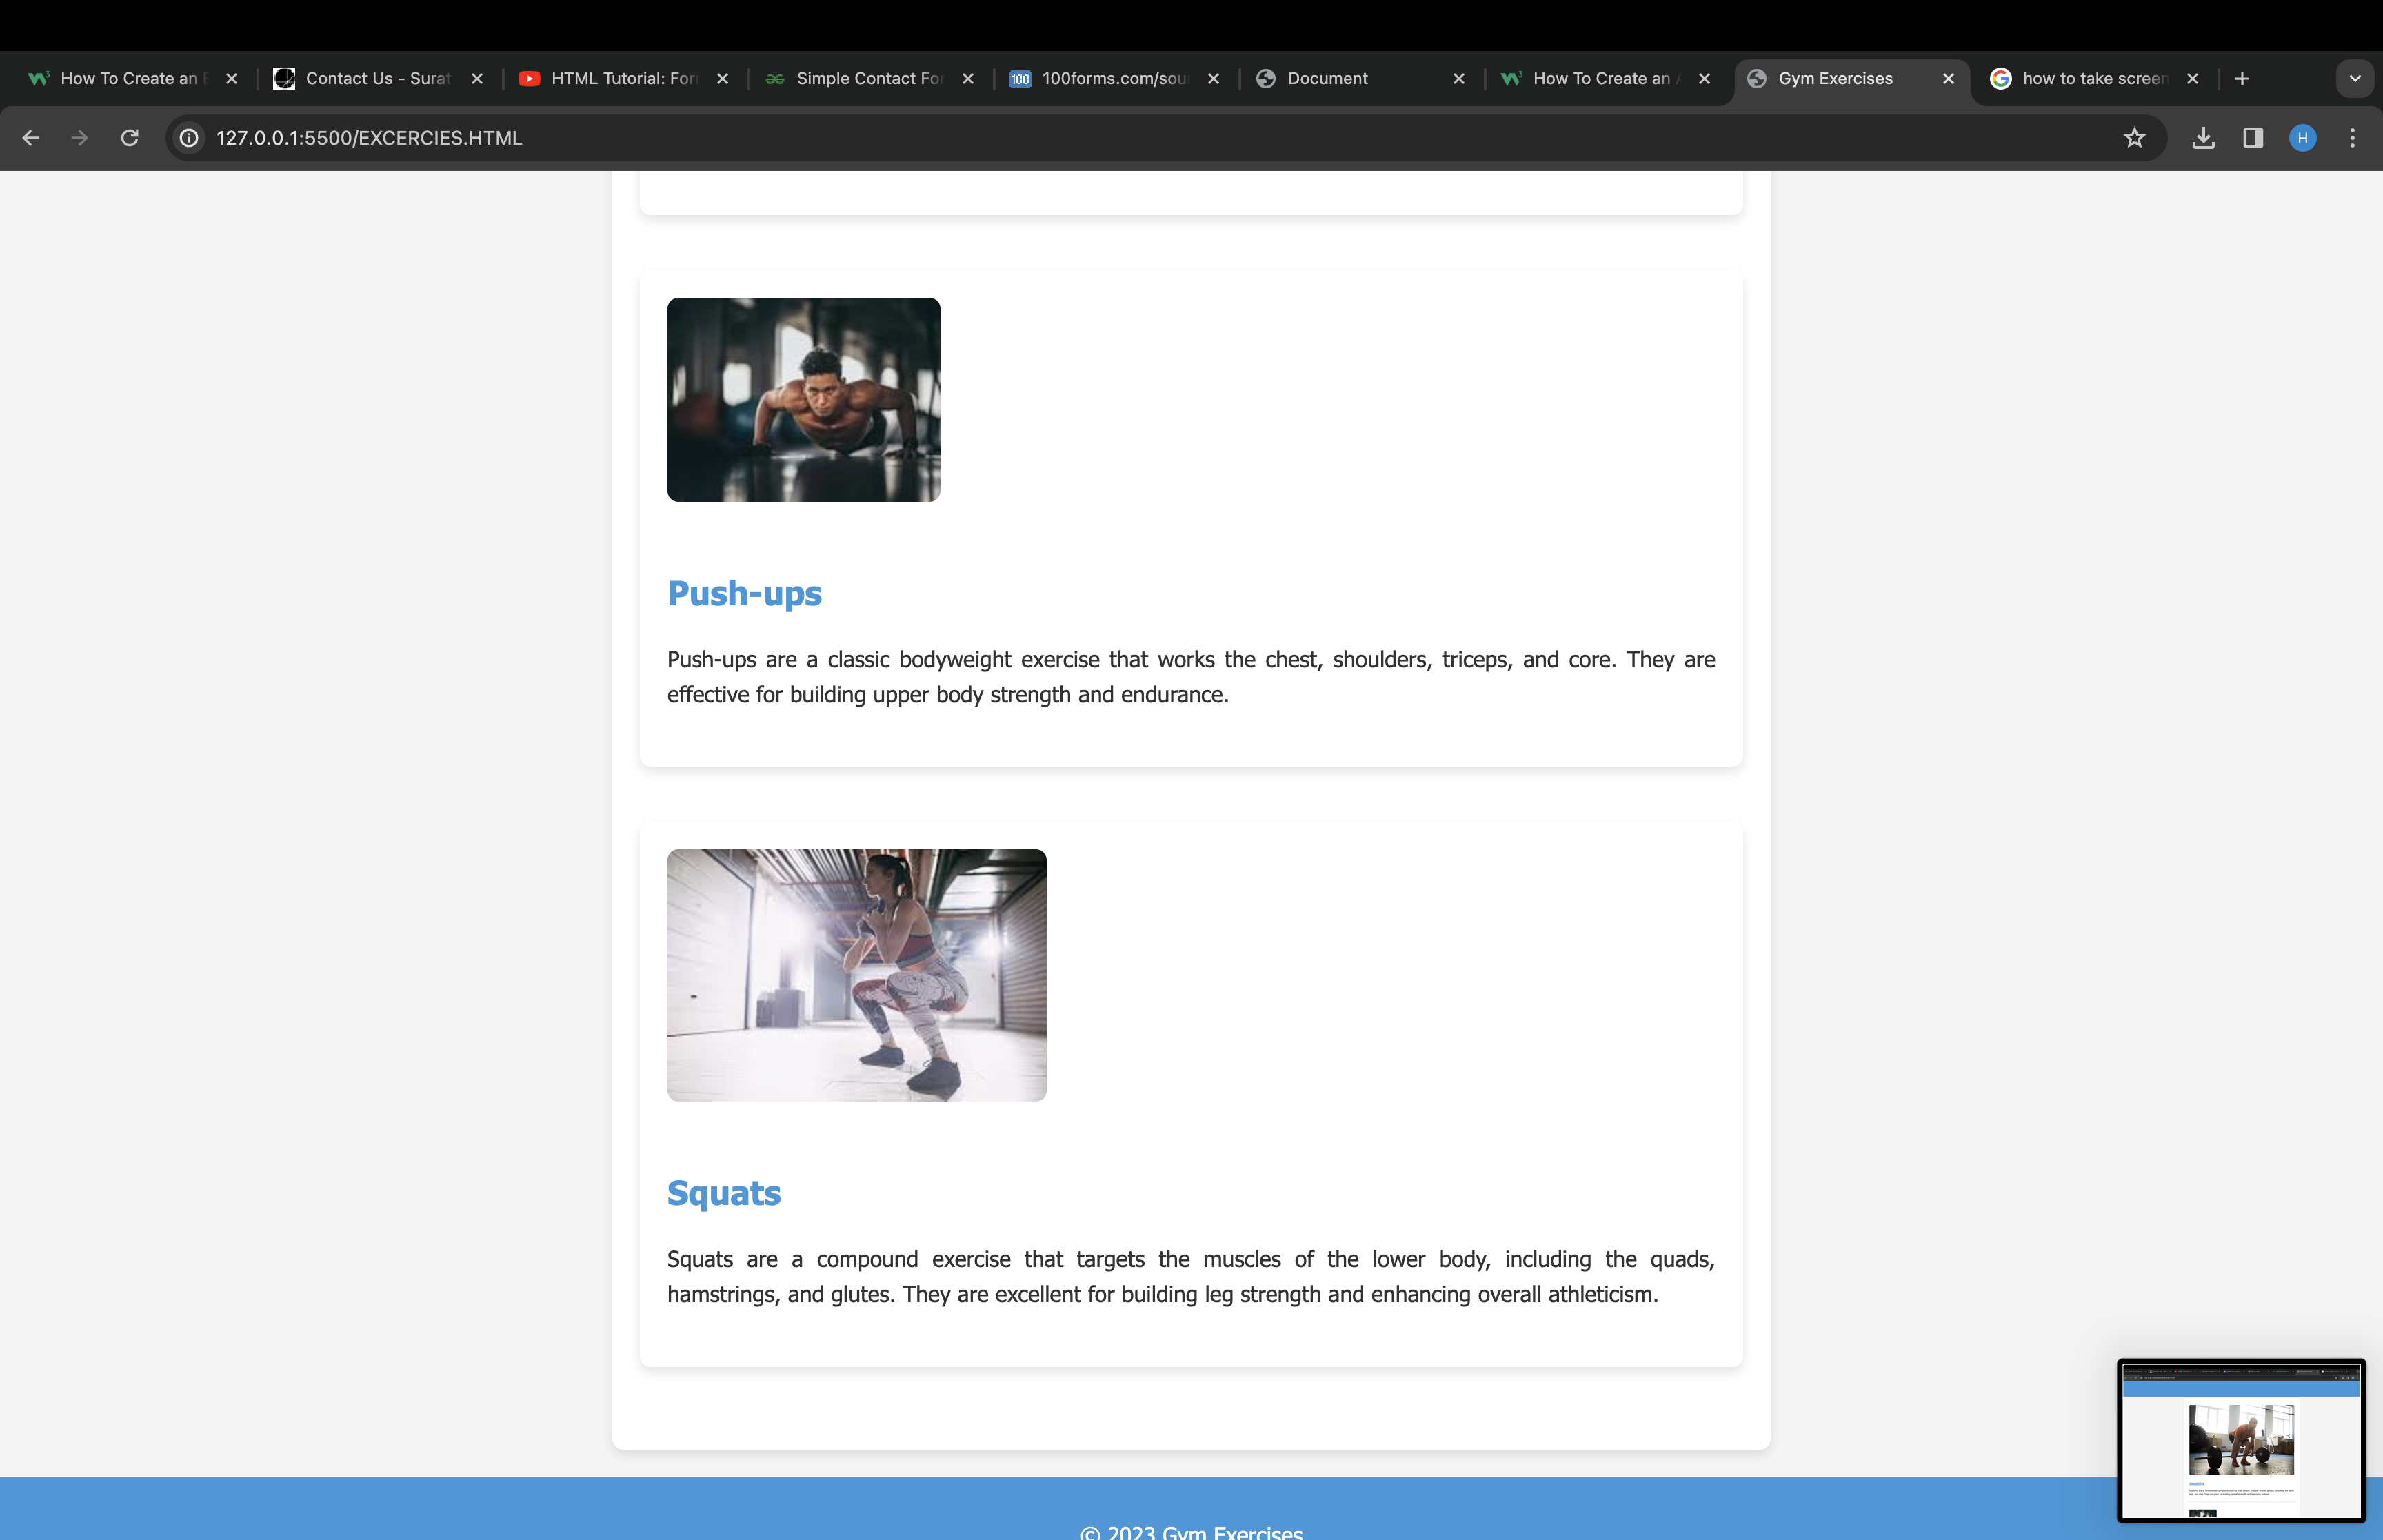 How To Create an
Contact Us - Surat
HTML Tutorial: For
Simple Contact For
100
100forms.com/sou
Document
How To Create an
Gym Exercises
how to take screen
127.0.0.1:5500/EXCERCIES.HTML
H
Push-ups
Push-ups are a classic bodyweight exercise that works the chest, shoulders, triceps, and core. They are
effective for building upper body strength and endurance.
Squats
Squats are a compound exercise that targets the muscles of the lower body, including the quads,
hamstrings, and glutes. They are excellent for building leg strength and enhancing overall athleticism.
© 2023 Gym Exercises